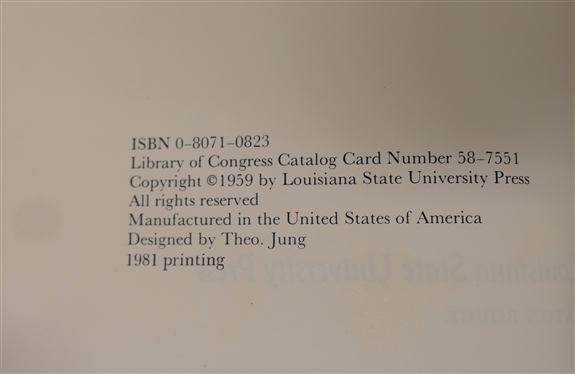 ISBN 0-8071-0823
Library of Congress Catalog Card Number 58-7551
Copyright ©1959 by Louisiana State University Press
All rights reserved
Manufactured in the United States of America
Designed by Theo. Jung
1981 printing